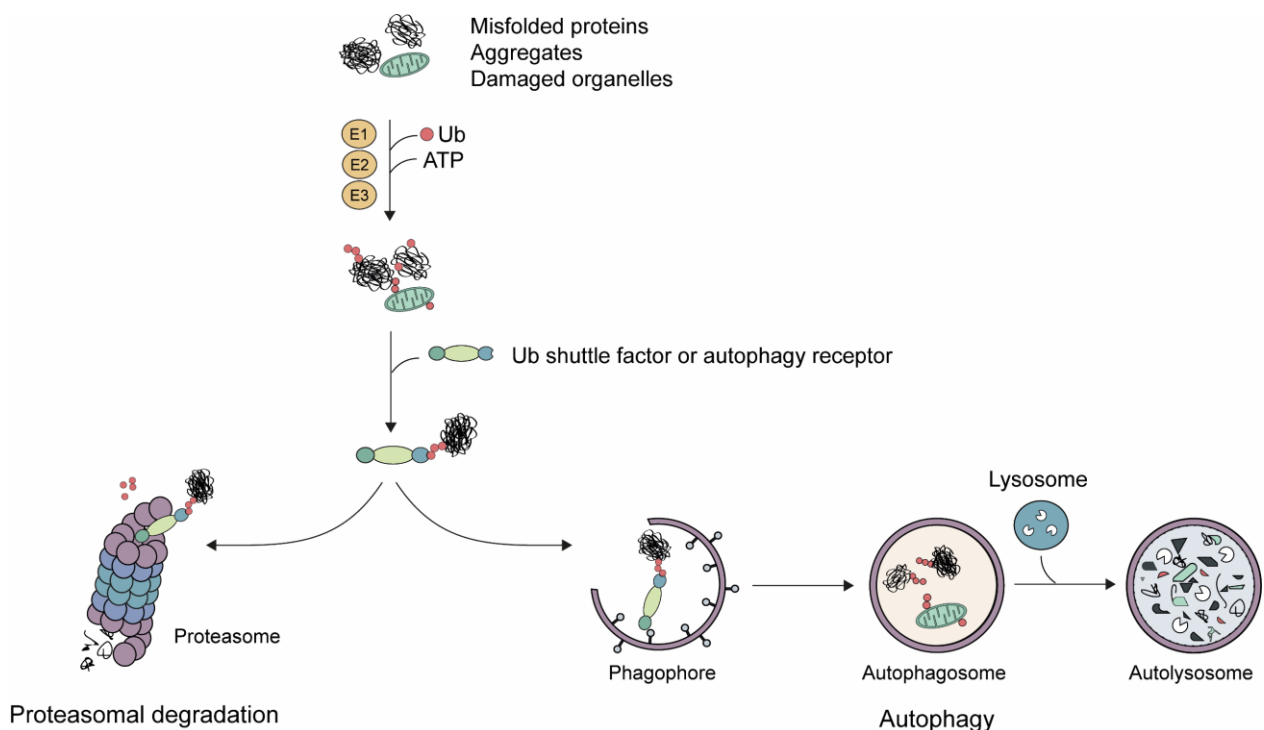 Misfolded proteins
Aggregates
Damaged organelles
E1
Ub
E2
ATP
E3
Ub shuttle factor or autophagy receptor
Lysosome
Proteasome
Phagophore
Autophagosome
Autolysosome
Proteasomal degradation
Autophagy